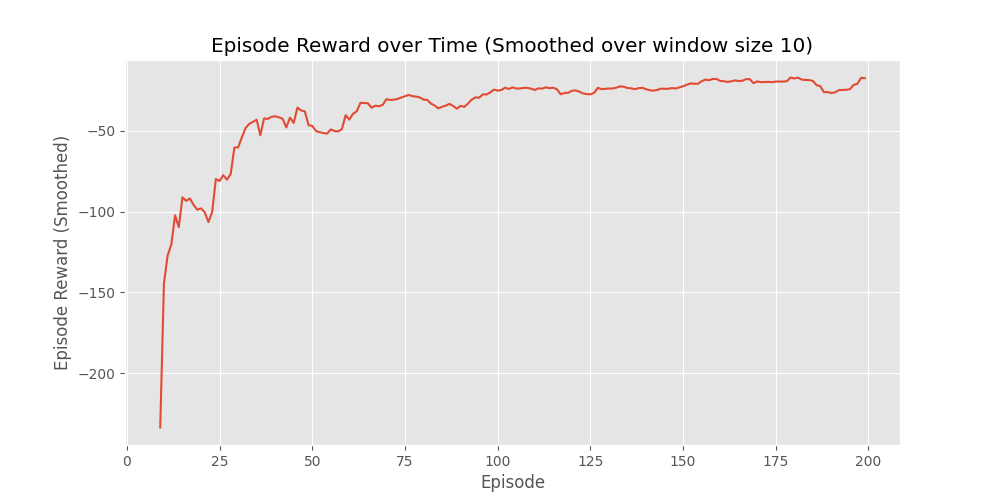 Episode Reward over Time (Smoothed over window size 10)
Episode Reward (Smoothed)
−50
−100
−150
−200
0 25 50 75 100 125 150 175 200
Episode